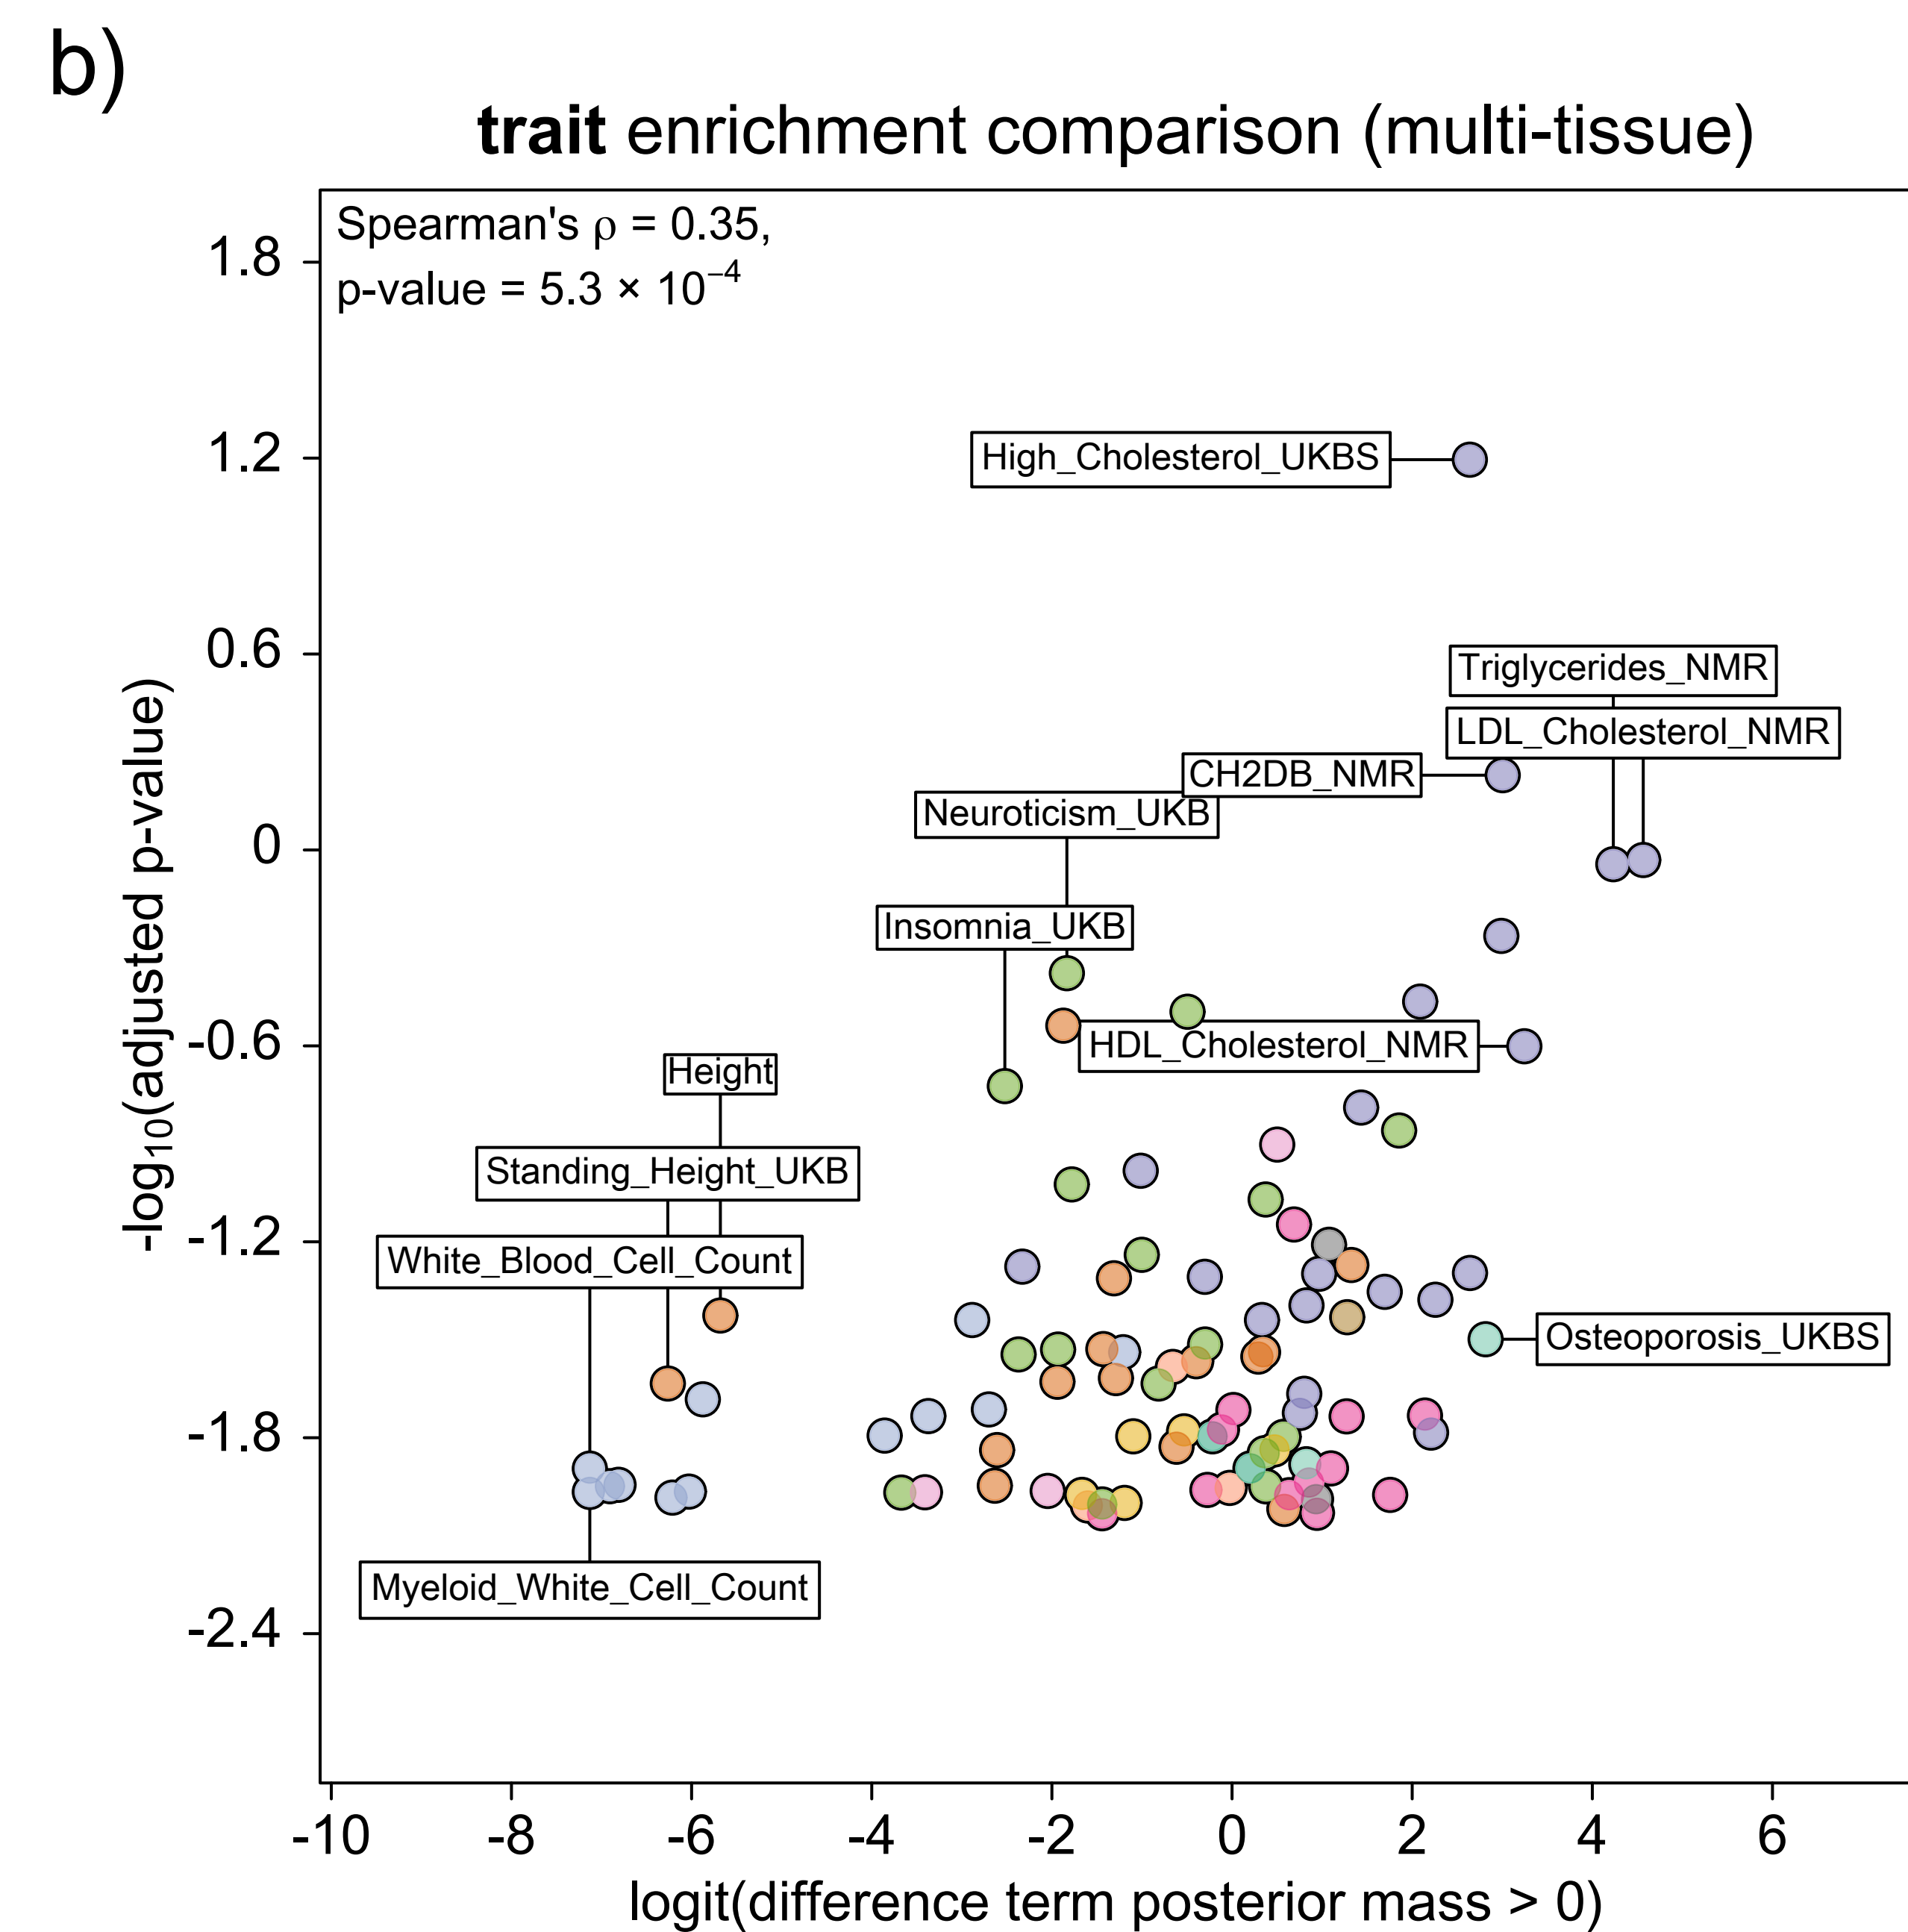 b)
trait enrichment comparison (multi-tissue)
Spearman's ρ = 0.35,
p-value = 5.3 × 10⁻⁴
1.8
1.2
0.6
0
-0.6
-1.2
-1.8
-2.4
-log₁₀(adjusted p-value)
High_Cholesterol_UKBS
Triglycerides_NMR
LDL_Cholesterol_NMR
CH2DB_NMR
Neuroticism_UKB
Insomnia_UKB
HDL_Cholesterol_NMR
Height
Standing_Height_UKB
White_Blood_Cell_Count
Osteoporosis_UKBS
Myeloid_White_Cell_Count
-10 -8 -6 -4 -2 0 2 4 6
logit(difference term posterior mass > 0)